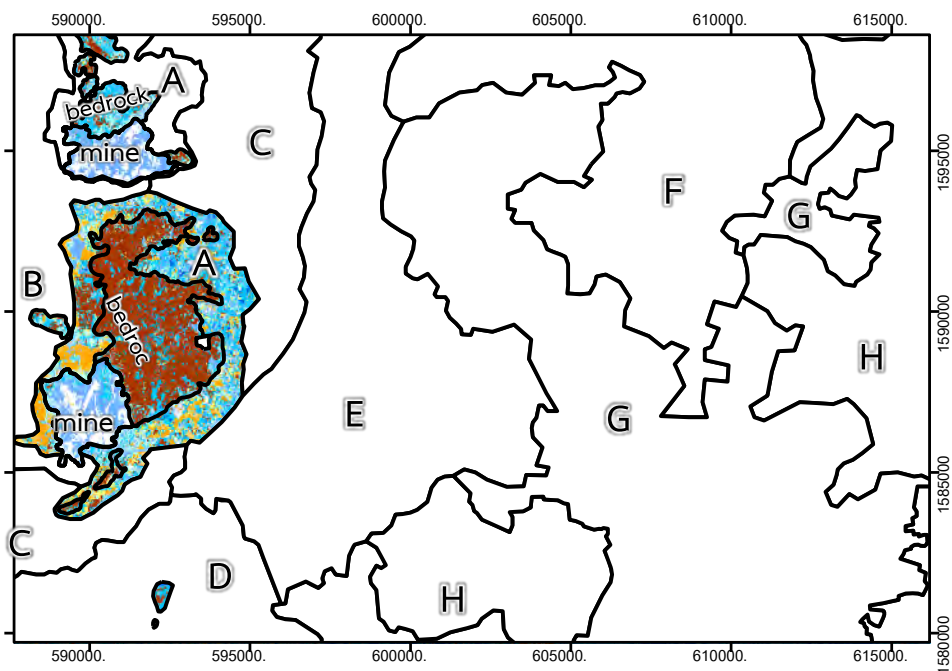 590000. 595000. 600000. 605000. 610000. 615000.
A
bedrock
C
mine
1595000
F
G
A
B
bedroc
1590000
H
E
mine
G
1585000
C
D
H
1580000
590000. 595000. 600000. 605000. 610000. 615000.